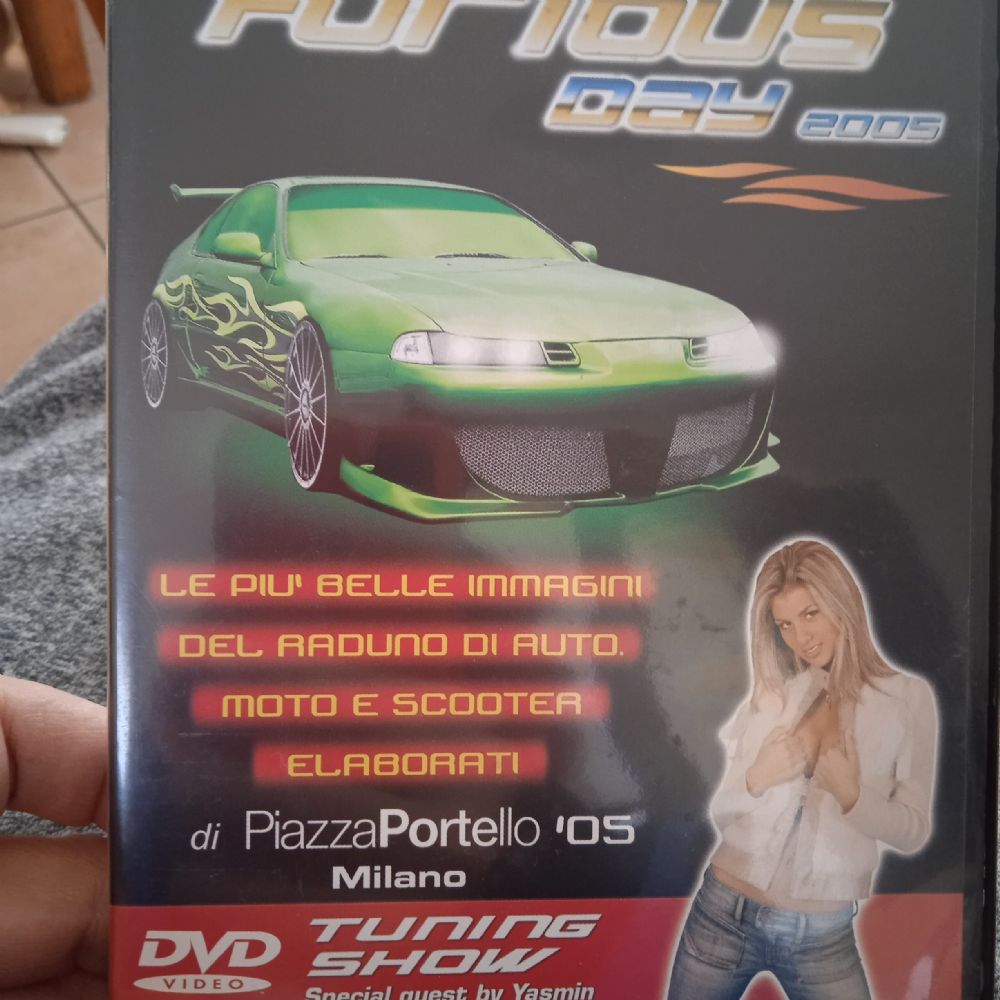 FURIOUS
DAY 2005
LE PIU' BELLE IMMAGINI
DEL RADUNO DI AUTO.
MOTO E SCOOTER
ELABORATI
di PiazzaPortello '05
Milano
DVD
VIDEO
TUNING
SHOW
Special guest by Yasmin